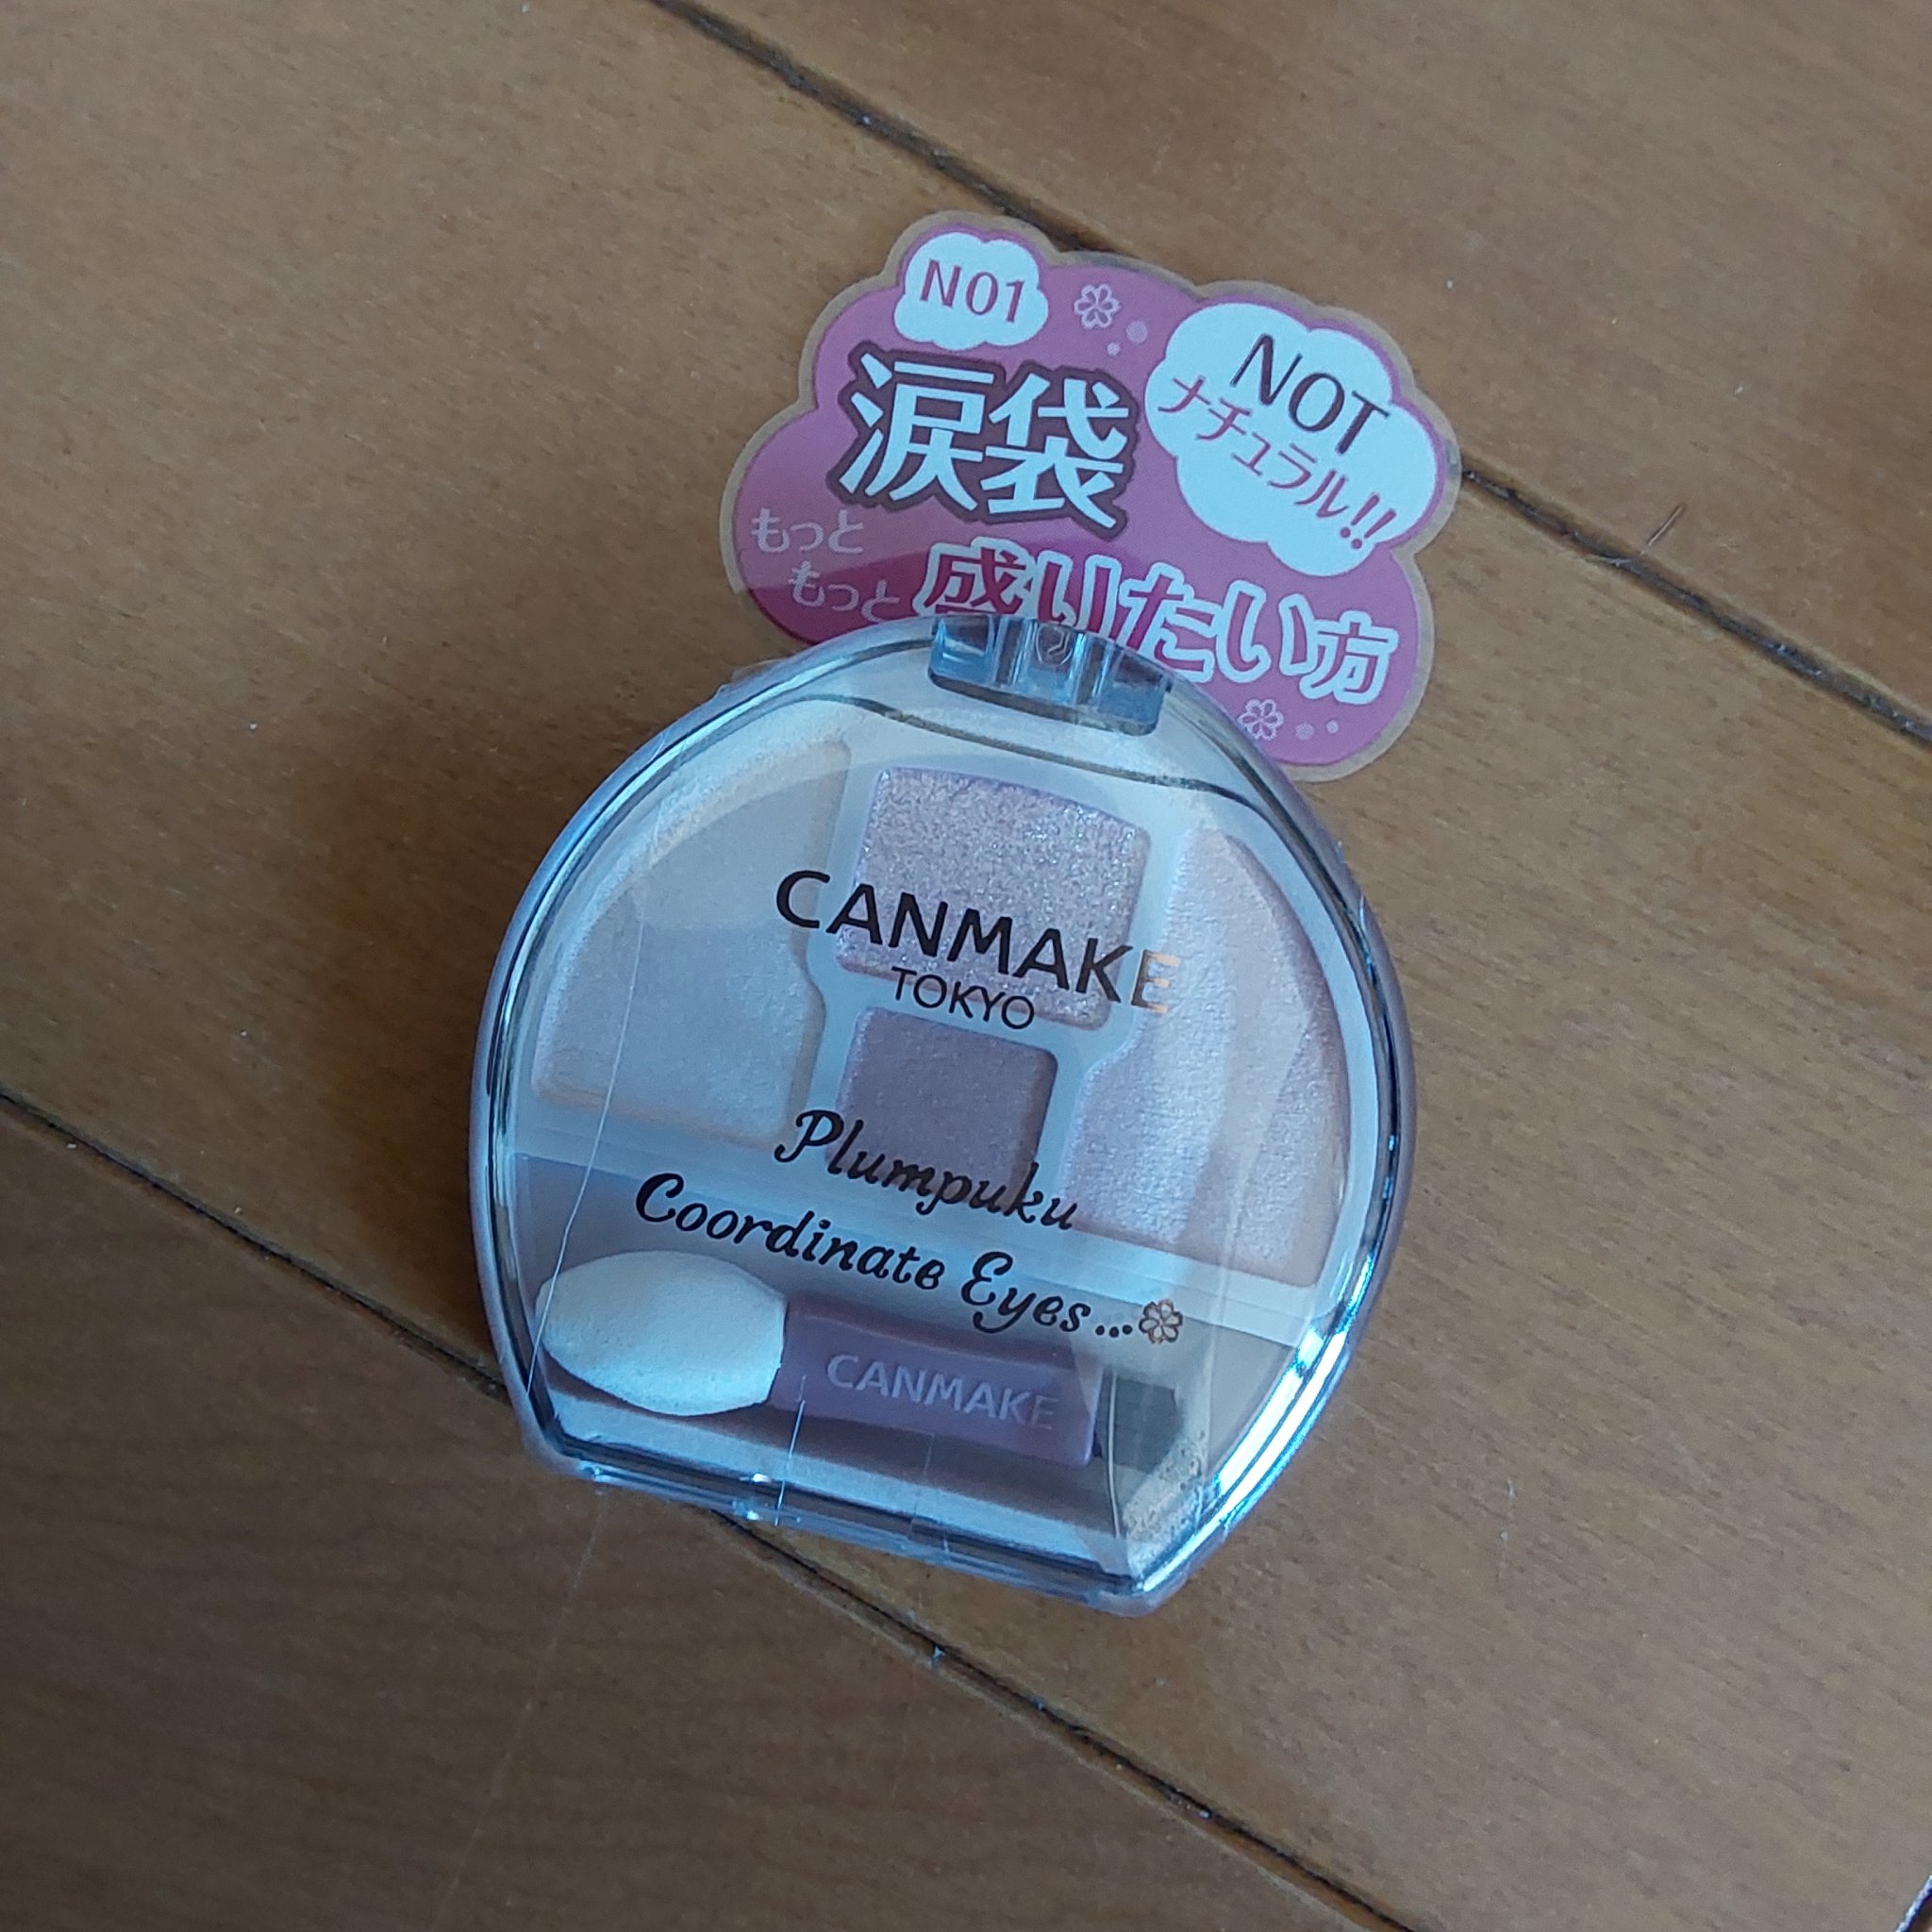 N01
NOT
ナチュラル!!
涙袋
もっと
もっと盛りたい方
CANMAKE
TOKYO
Plumpuku
Coordinate Eyes...
CANMAKE